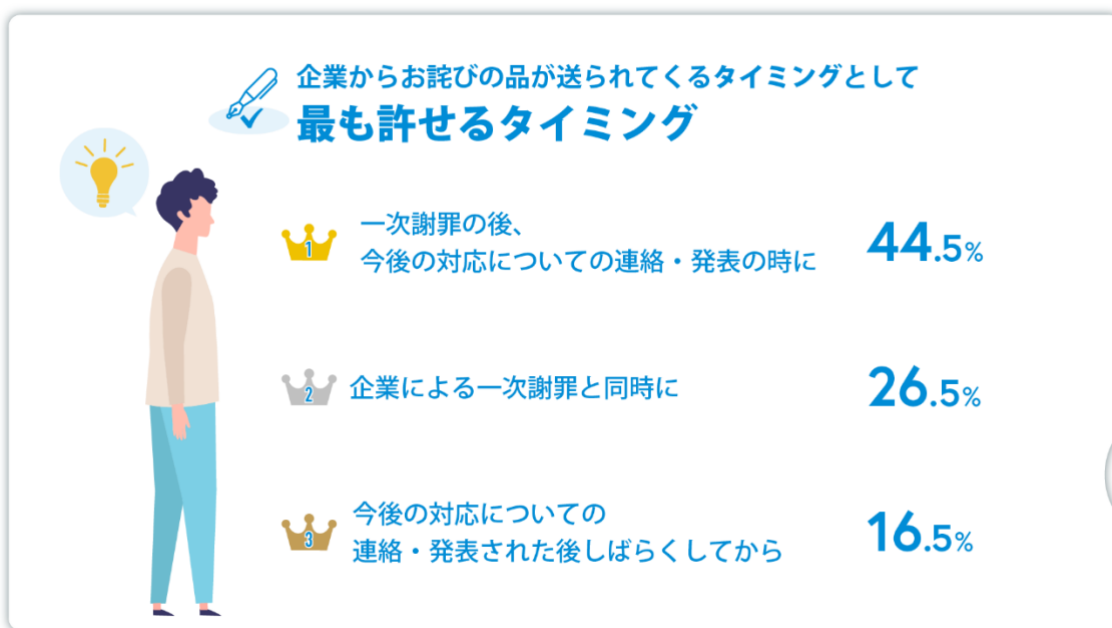 企業からお詫びの品が送られてくるタイミングとして
最も許せるタイミング
1
一次謝罪の後、
今後の対応についての連絡・発表の時に
44.5%
2
企業による一次謝罪と同時に
26.5%
3
今後の対応についての
連絡・発表された後しばらくしてから
16.5%